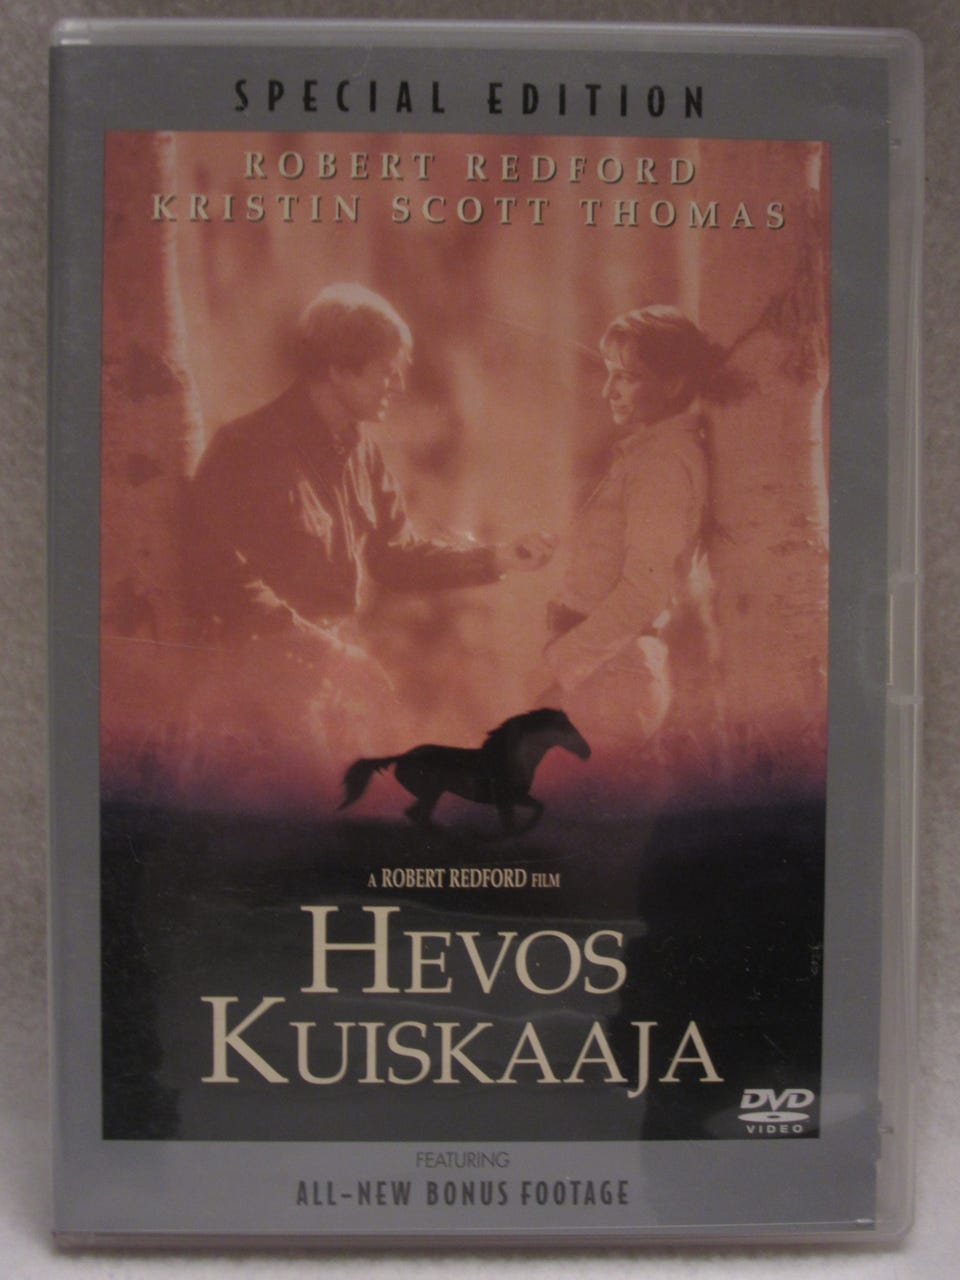 SPECIAL EDITION
ROBERT REDFORD
KRISTIN SCOTT THOMAS
A ROBERT REDFORD FILM
HEVOS
KUISKAAJA
DVD
VIDEO
FEATURING
ALL-NEW BONUS FOOTAGE